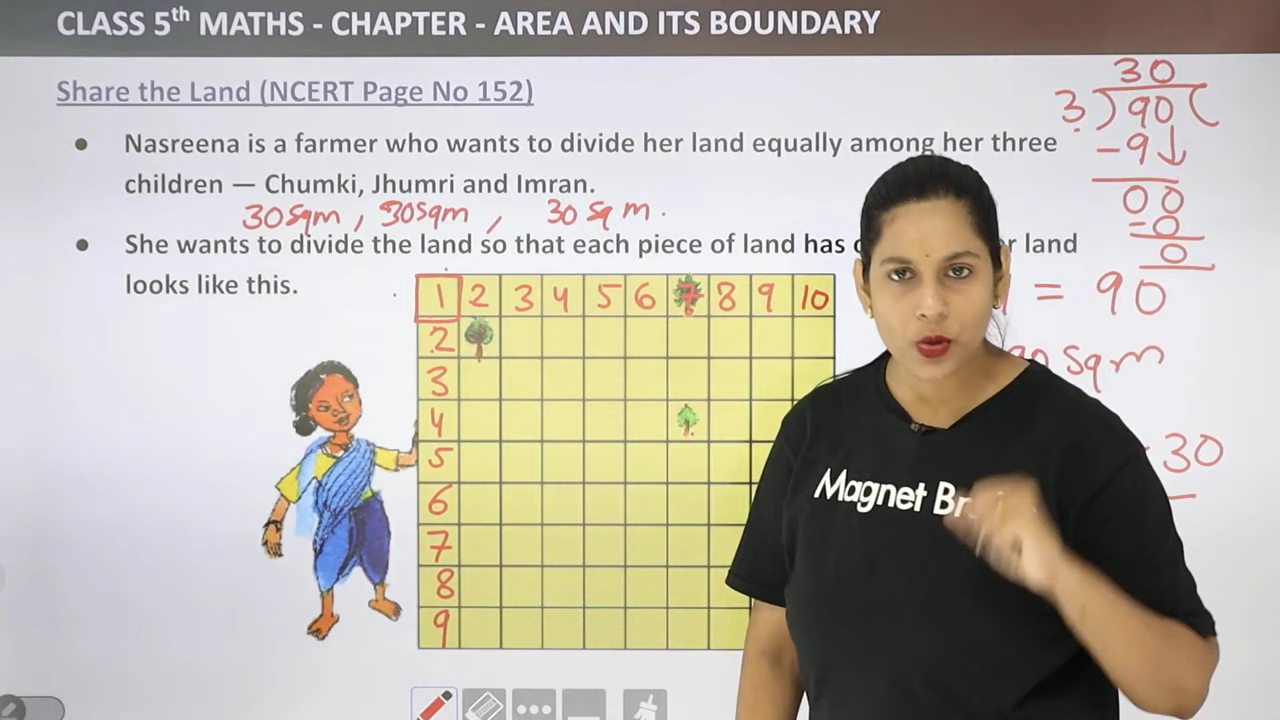 CLASS 5th MATHS - CHAPTER - AREA AND ITS BOUNDARY
Share the Land (NCERT Page No 152)
30
3) 90 (
-9↓
00
-0
0
• Nasreena is a farmer who wants to divide her land equally among her three
children — Chumki, Jhumri and Imran.
30 sqm, 30 sqm, 30 sq m.
• She wants to divide the land so that each piece of land has land
looks like this.
= 90
sqm
30
1 2 3 4 5 6 7 8 9 10
2
3
4
5
6
7
8
9
Magnet